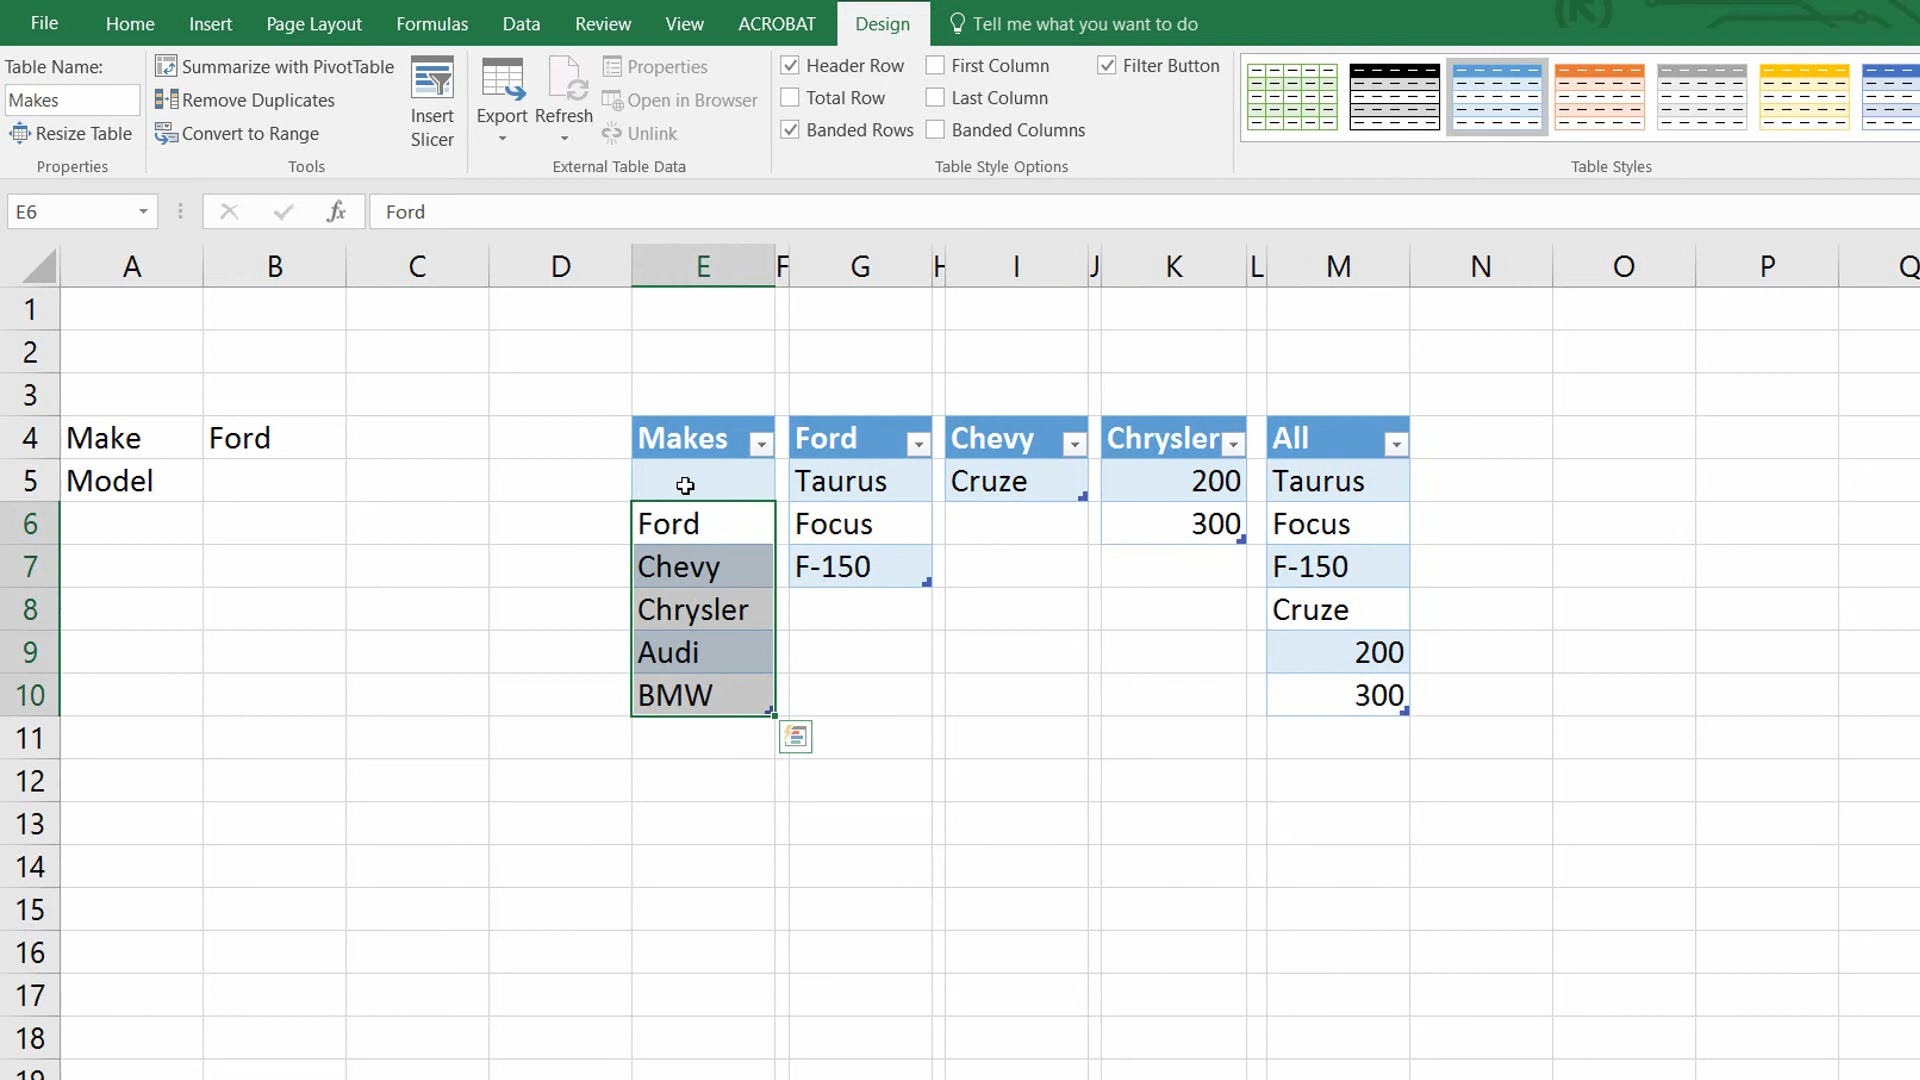 File Home Insert Page Layout Formulas Data Review View ACROBAT Design Tell me what you want to do
Table Name:
Makes
Resize Table
Properties
Summarize with PivotTable
Remove Duplicates
Convert to Range
Tools
Insert
Slicer
Export
Refresh
Properties
Open in Browser
Unlink
External Table Data
Header Row First Column Filter Button
Total Row Last Column
Banded Rows Banded Columns
Table Style Options
Table Styles
E6 fx Ford
A B C D E F G H I J K L M N O P Q
1
2
3
4 Make Ford Makes Ford Chevy Chrysler All
5 Model Taurus Cruze 200 Taurus
6 Ford Focus 300 Focus
7 Chevy F-150 F-150
8 Chrysler Cruze
9 Audi 200
10 BMW 300
11
12
13
14
15
16
17
18
19